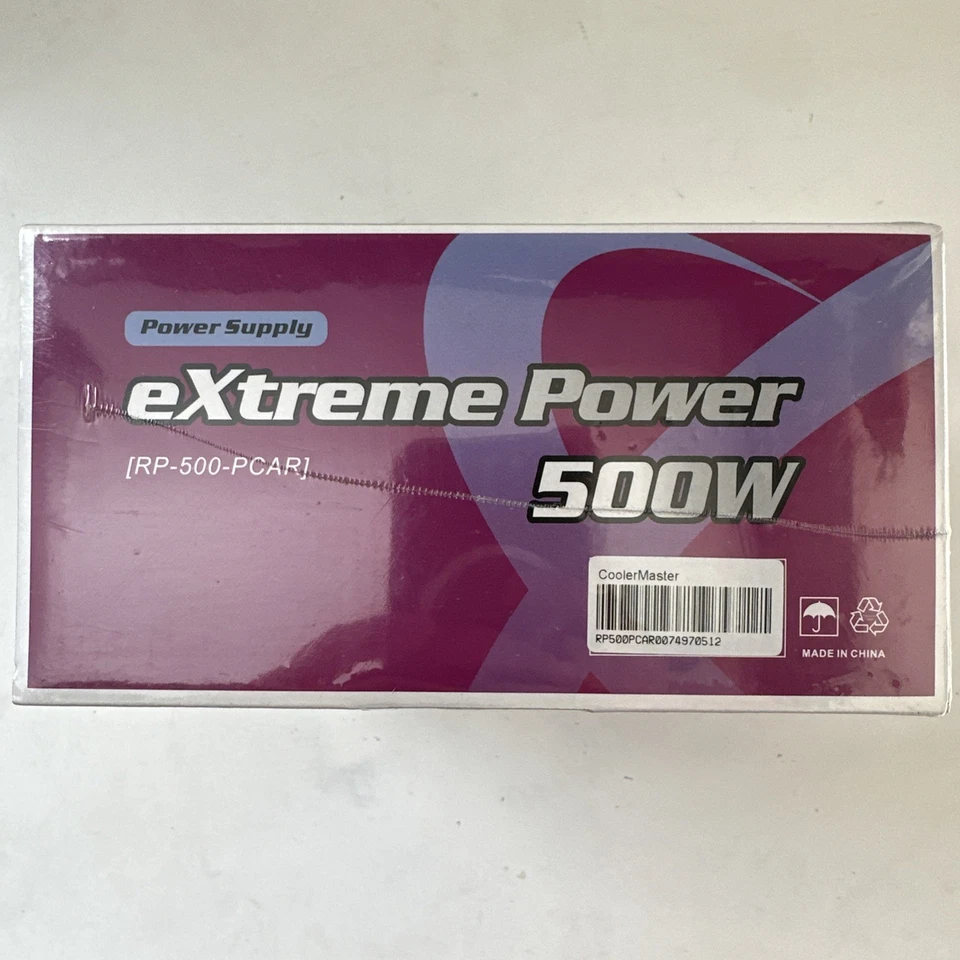 Power Supply
eXtreme Power
[RP-500-PCAR]
500W
CoolerMaster
RP500PCAR0074970512
MADE IN CHINA